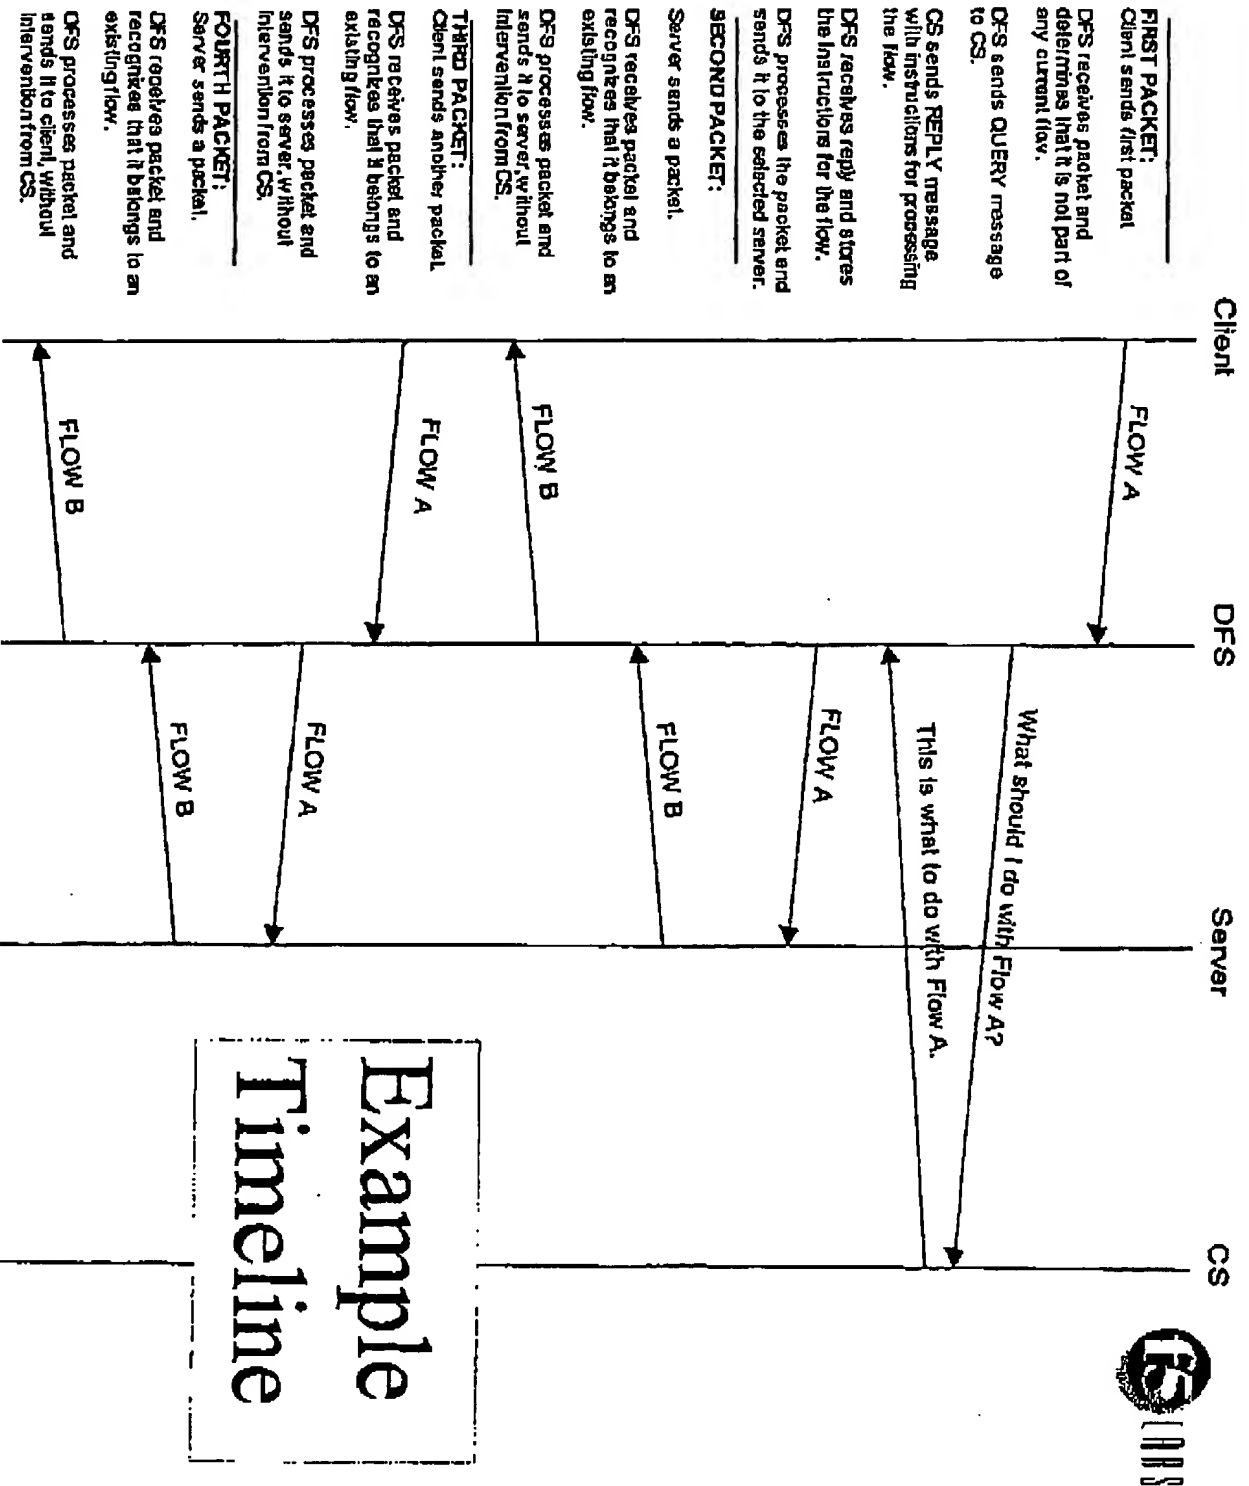 Client
DFS
Server
CS
f5 LABS
FIRST PACKET:
Client sends first packet
DFS receives packet and
determines that it is not part of
any current flow.
DFS sends QUERY message
to CS.
CS sends REPLY message
with instructions for processing
the flow.
DFS receives reply and stores
the instructions for the flow.
DFS processes the packet and
sends it to the selected server.
SECOND PACKET:
Server sends a packet.
DFS receives packet and
recognizes that it belongs to an
existing flow.
DFS processes packet and
sends it to server, without
intervention from CS.
THIRD PACKET:
Client sends another packet.
DFS receives packet and
recognizes that it belongs to an
existing flow.
DFS processes packet and
sends it to server, without
intervention from CS.
FOURTH PACKET:
Server sends a packet.
DFS receives packet and
recognizes that it belongs to an
existing flow.
DFS processes packet and
sends it to client, without
intervention from CS.
FLOW A
What should I do with Flow A?
This is what to do with Flow A.
FLOW A
FLOW B
FLOW B
FLOW A
FLOW A
FLOW B
FLOW B
Example
Timeline